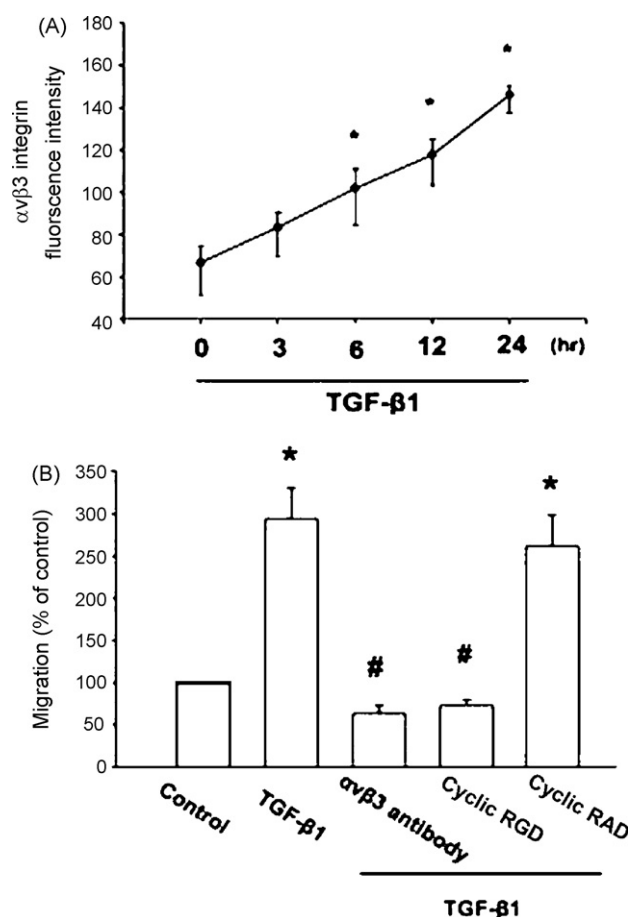 (A)
αvβ3 integrin
fluorscence intensity
180
160
140
120
100
80
60
40
*
*
*
0 3 6 12 24 (hr)
TGF-β1
(B)
Migration (% of control)
350
300
250
200
150
100
50
0
*
#
#
*
Control
TGF-β1
αvβ3 antibody
Cyclic RGD
Cyclic RAD
TGF-β1